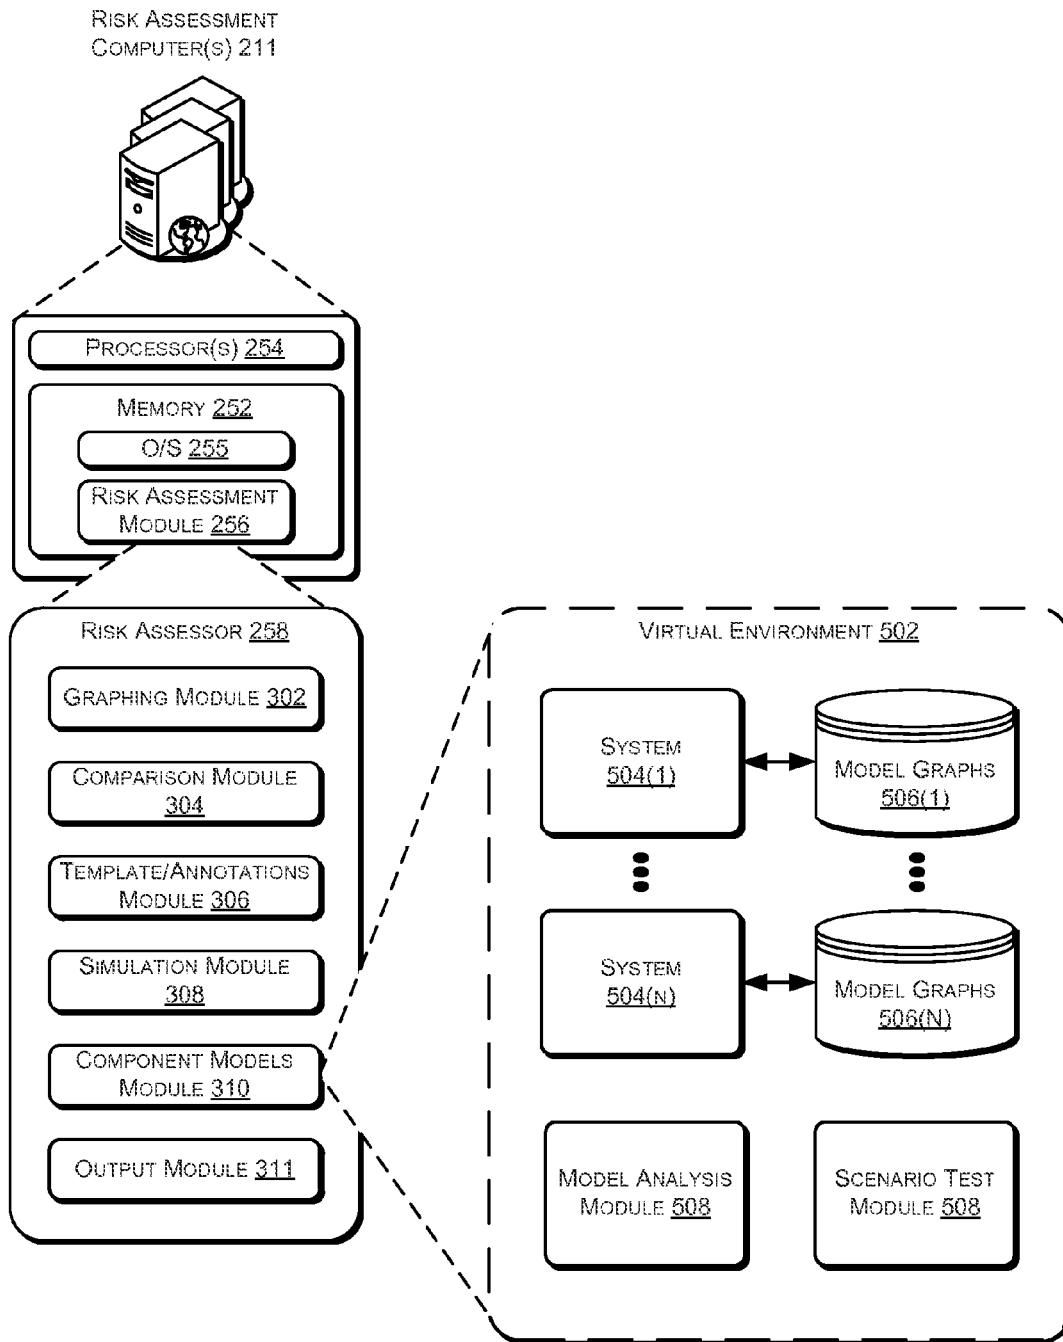 RISK ASSESSMENT
COMPUTER(S) 211
PROCESSOR(S) 254
MEMORY 252
O/S 255
RISK ASSESSMENT
MODULE 256
RISK ASSESSOR 258
GRAPHING MODULE 302
COMPARISON MODULE
304
TEMPLATE/ANNOTATIONS
MODULE 306
SIMULATION MODULE
308
COMPONENT MODELS
MODULE 310
OUTPUT MODULE 311
VIRTUAL ENVIRONMENT 502
SYSTEM
504(1)
MODEL GRAPHS
506(1)
SYSTEM
504(N)
MODEL GRAPHS
506(N)
MODEL ANALYSIS
MODULE 508
SCENARIO TEST
MODULE 508